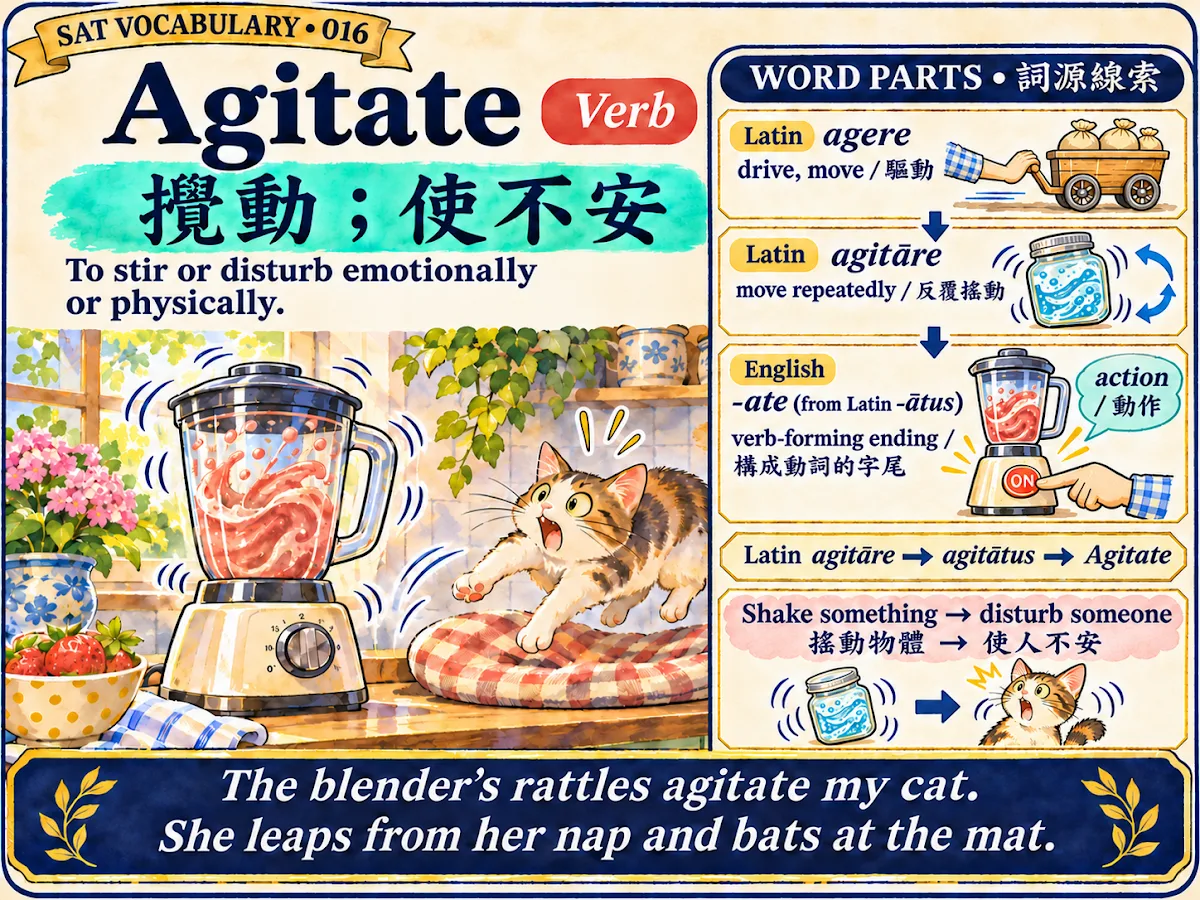 SAT VOCABULARY • 016
Agitate
Verb
攪動；使不安
To stir or disturb emotionally
or physically.
WORD PARTS • 詞源線索
Latin agere
drive, move / 驅動
Latin agitāre
move repeatedly / 反覆搖動
English
-ate (from Latin -ātus)
verb-forming ending /
構成動詞的字尾
action
/ 動作
ON
Latin agitāre → agitātus → Agitate
Shake something → disturb someone
搖動物體 → 使人不安
The blender's rattles agitate my cat.
She leaps from her nap and bats at the mat.